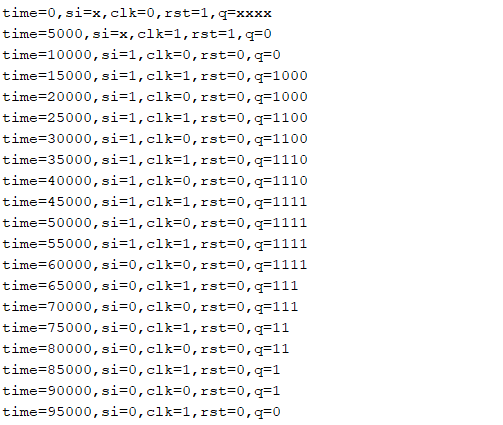 time=0,si=x,clk=0,rst=1,q=xxxx
time=5000,si=x,clk=1,rst=1,q=0
time=10000,si=1,clk=0,rst=0,q=0
time=15000,si=1,clk=1,rst=0,q=1000
time=20000,si=1,clk=0,rst=0,q=1000
time=25000,si=1,clk=1,rst=0,q=1100
time=30000,si=1,clk=0,rst=0,q=1100
time=35000,si=1,clk=1,rst=0,q=1110
time=40000,si=1,clk=0,rst=0,q=1110
time=45000,si=1,clk=1,rst=0,q=1111
time=50000,si=1,clk=0,rst=0,q=1111
time=55000,si=1,clk=1,rst=0,q=1111
time=60000,si=0,clk=0,rst=0,q=1111
time=65000,si=0,clk=1,rst=0,q=111
time=70000,si=0,clk=0,rst=0,q=111
time=75000,si=0,clk=1,rst=0,q=11
time=80000,si=0,clk=0,rst=0,q=11
time=85000,si=0,clk=1,rst=0,q=1
time=90000,si=0,clk=0,rst=0,q=1
time=95000,si=0,clk=1,rst=0,q=0